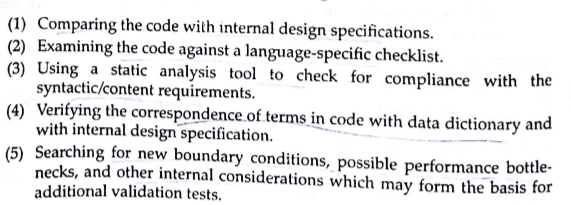 (1) Comparing the code with internal design specifications.
(2) Examining the code against a language-specific checklist.
(3) Using a static analysis tool to check for compliance with the
syntactic/content requirements.
(4) Verifying the correspondence of terms in code with data dictionary and
with internal design specification.
(5) Searching for new boundary conditions, possible performance bottle-
necks, and other internal considerations which may form the basis for
additional validation tests.